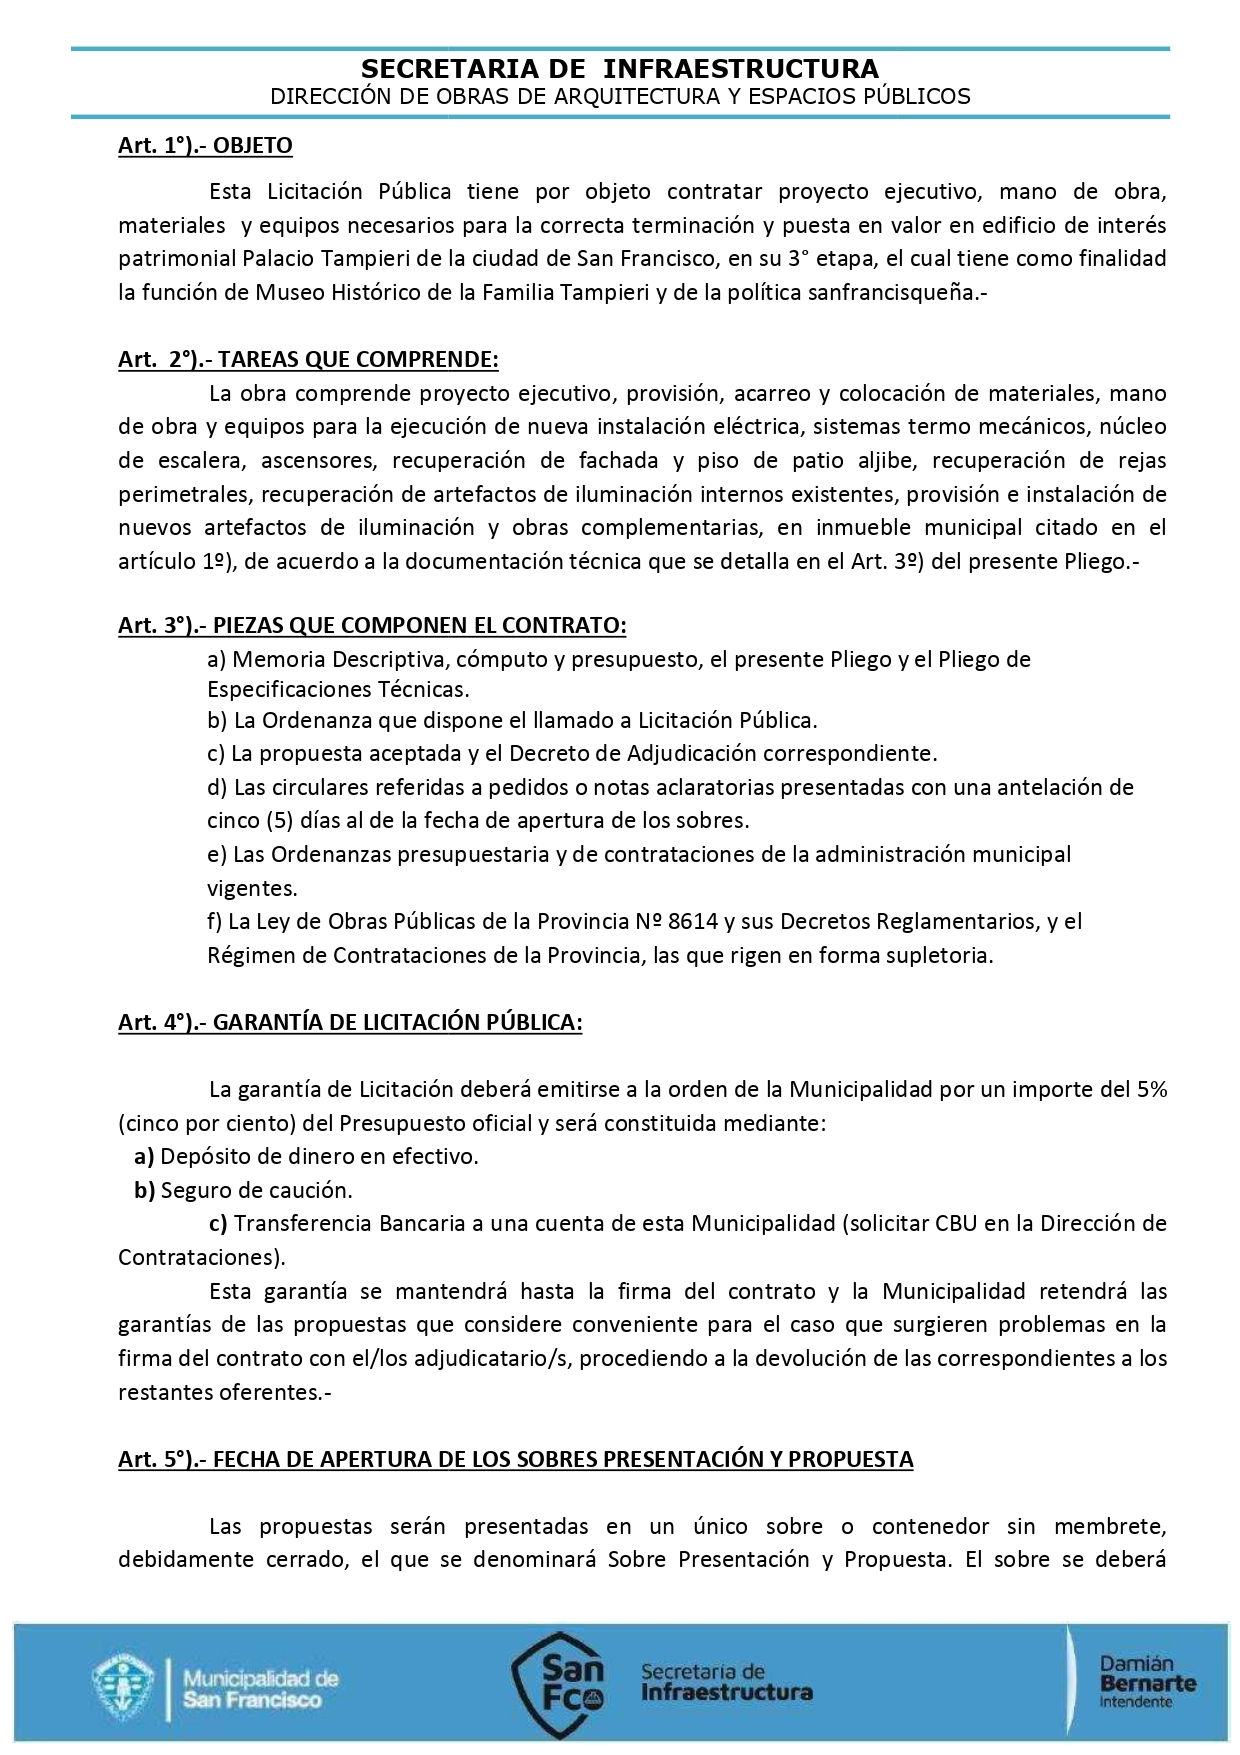 SECRETARIA DE  INFRAESTRUCTURA
DIRECCIÓN DE OBRAS DE ARQUITECTURA Y ESPACIOS PÚBLICOS
Art. 1°).- OBJETO
Esta Licitación Pública tiene por objeto contratar proyecto ejecutivo, mano de obra,
materiales  y equipos necesarios para la correcta terminación y puesta en valor en edificio de interés
patrimonial Palacio Tampieri de la ciudad de San Francisco, en su 3° etapa, el cual tiene como finalidad
la función de Museo Histórico de la Familia Tampieri y de la política sanfrancisqueña.-
Art.  2°).- TAREAS QUE COMPRENDE:
La obra comprende proyecto ejecutivo, provisión, acarreo y colocación de materiales, mano
de obra y equipos para la ejecución de nueva instalación eléctrica, sistemas termo mecánicos, núcleo
de escalera, ascensores, recuperación de fachada y piso de patio aljibe, recuperación de rejas
perimetrales, recuperación de artefactos de iluminación internos existentes, provisión e instalación de
nuevos artefactos de iluminación y obras complementarias, en inmueble municipal citado en el
artículo 1º), de acuerdo a la documentación técnica que se detalla en el Art. 3º) del presente Pliego.-
Art. 3°).- PIEZAS QUE COMPONEN EL CONTRATO:
a) Memoria Descriptiva, cómputo y presupuesto, el presente Pliego y el Pliego de
Especificaciones Técnicas.
b) La Ordenanza que dispone el llamado a Licitación Pública.
c) La propuesta aceptada y el Decreto de Adjudicación correspondiente.
d) Las circulares referidas a pedidos o notas aclaratorias presentadas con una antelación de
cinco (5) días al de la fecha de apertura de los sobres.
e) Las Ordenanzas presupuestaria y de contrataciones de la administración municipal
vigentes.
f) La Ley de Obras Públicas de la Provincia Nº 8614 y sus Decretos Reglamentarios, y el
Régimen de Contrataciones de la Provincia, las que rigen en forma supletoria.
Art. 4°).- GARANTÍA DE LICITACIÓN PÚBLICA:
La garantía de Licitación deberá emitirse a la orden de la Municipalidad por un importe del 5%
(cinco por ciento) del Presupuesto oficial y será constituida mediante:
a) Depósito de dinero en efectivo.
b) Seguro de caución.
c) Transferencia Bancaria a una cuenta de esta Municipalidad (solicitar CBU en la Dirección de
Contrataciones).
Esta garantía se mantendrá hasta la firma del contrato y la Municipalidad retendrá las
garantías de las propuestas que considere conveniente para el caso que surgieren problemas en la
firma del contrato con el/los adjudicatario/s, procediendo a la devolución de las correspondientes a los
restantes oferentes.-
Art. 5°).- FECHA DE APERTURA DE LOS SOBRES PRESENTACIÓN Y PROPUESTA
Las propuestas serán presentadas en un único sobre o contenedor sin membrete,
debidamente cerrado, el que se denominará Sobre Presentación y Propuesta. El sobre se deberá
Municipalidad de
San Francisco
San
Fco
Secretaría de
Infraestructura
Damián
Bernarte
Intendente